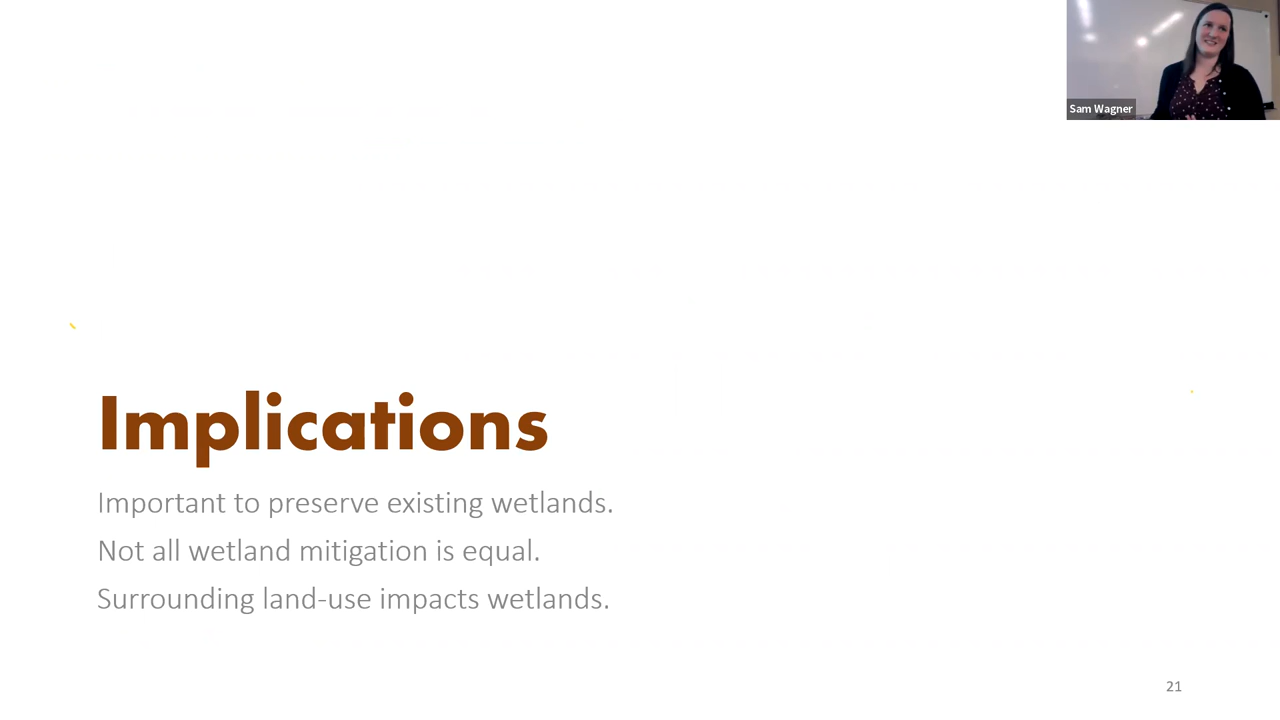 Sam Wagner
Implications
Important to preserve existing wetlands.
Not all wetland mitigation is equal.
Surrounding land-use impacts wetlands.
21